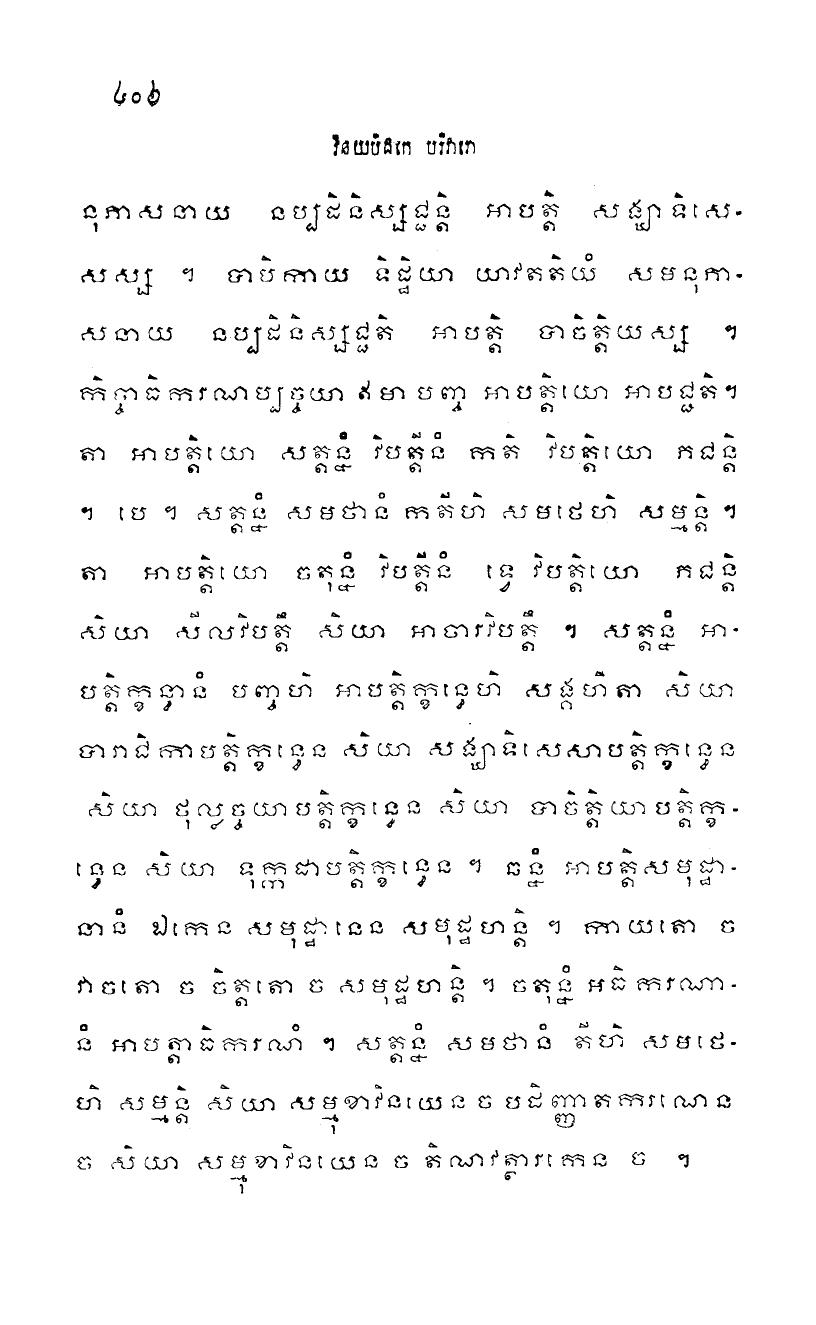 ៤០៦
វិនយបិដកេ បរិវារោ
នុភាសនាយ នប្បដិនិស្សជ្ជន្តិ អាបត្តិ សង្ឃាទិសេ-
សស្ស ។ បាបិកាយ ទិដ្ឋិយា យាវតតិយំ សមនុភា-
សនាយ នប្បដិនិស្សជ្ជតិ អាបត្តិ បាចិត្តិយស្ស ។
កិច្ចាធិករណប្បច្ចយា ឥមា បញ្ច អាបត្តិយោ អាបជ្ជតិ។
តា អាបត្តិយោ សត្តន្នំ វិបត្តីនំ កតិ វិបត្តិយោ ភជន្តិ
។ បេ ។ សត្តន្នំ សមថានំ កតីហិ សមថេហិ សម្មន្តិ ។
តា អាបត្តិយោ ចតុន្នំ វិបត្តីនំ ទ្វេ វិបត្តិយោ ភជន្តិ
សិយា សីលវិបត្តឹ សិយា អាចារវិបត្តឹ ។ សត្តន្នំ អា-
បត្តិក្ខន្ធានំ បញ្ចហិ អាបត្តិក្ខន្ធេហិ សង្គហីតា សិយា
បារាជិកាបត្តិក្ខន្ធេន សិយា សង្ឃាទិសេសាបត្តិក្ខន្ធេន
សិយា ថុល្លច្ចយាបត្តិក្ខន្ធេន សិយា បាចិត្តិយាបត្តិក្ខ-
ន្ធេន សិយា ទុក្កដាបត្តិក្ខន្ធេន ។ ឆន្នំ អាបត្តិសមុដ្ឋា-
នានំ ឯកេន សមុដ្ឋានេន សមុដ្ឋហន្តិ ។ កាយតោ ច
វាចតោ ច ចិត្តតោ ច សមុដ្ឋហន្តិ ។ ចតុន្នំ អធិករណា-
នំ អាបត្តាធិករណំ ។ សត្តន្នំ សមថានំ តីហិ សមថេ-
ហិ សម្មន្តិ សិយា សម្មុខាវិនយេន ច បដិញ្ញាតករណេន
ច សិយា សម្មុខាវិនយេន ច តិណវត្ថារកេន ច ។